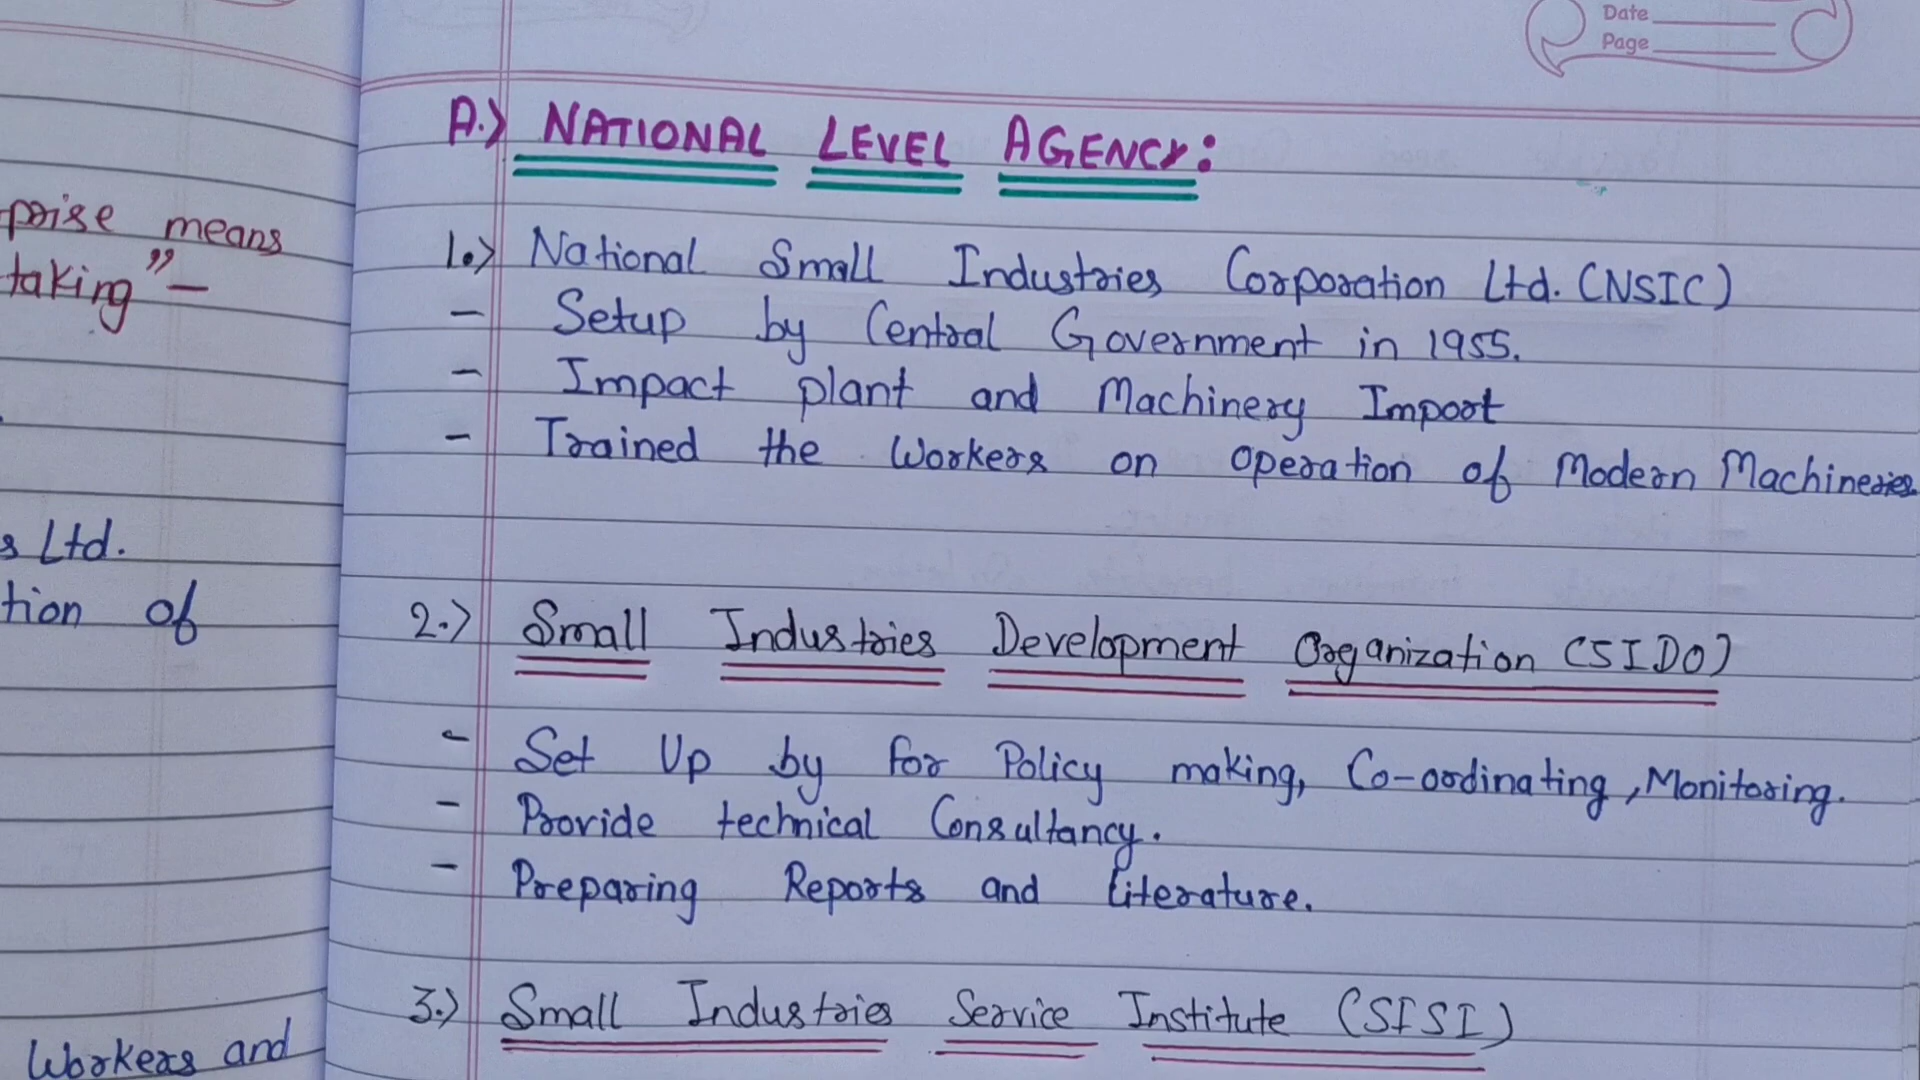 prise means
taking" –
s Ltd.
tion of
Workers and
Date
Page
A.) NATIONAL LEVEL AGENCY:
1.) National Small Industries Corporation Ltd. (NSIC)
– Setup by Central Government in 1955.
– Impact plant and Machinery Import
– Trained the Workers on Operation of Modern Machineries
2.) Small Industries Development Organization (SIDO)
– Set Up by for Policy making, Co-ordinating, Monitoring.
– Provide technical Consultancy.
– Preparing Reports and Literature.
3.) Small Industries Service Institute (SISI)